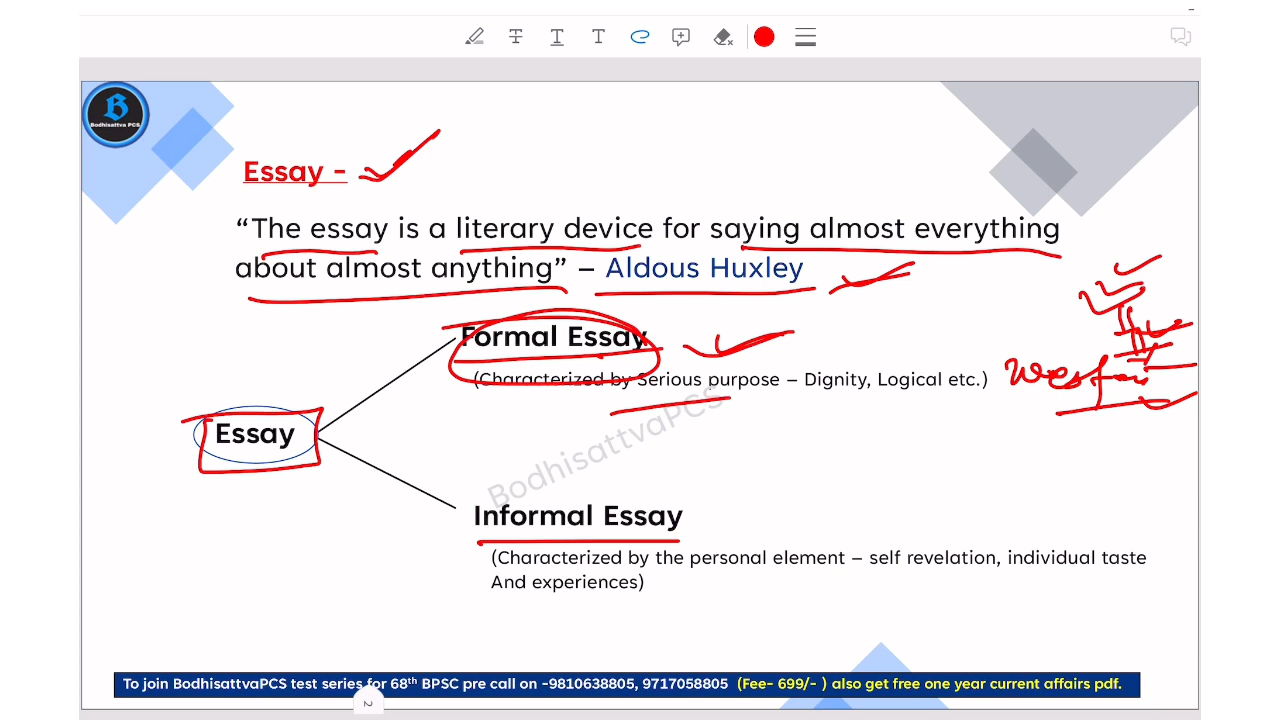 B
Bodhisattva PCS
Essay -
“The essay is a literary device for saying almost everything
about almost anything” – Aldous Huxley
Formal Essay
(Characterized by Serious purpose – Dignity, Logical etc.)
Essay
BodhisattvaPCS
Informal Essay
(Characterized by the personal element – self revelation, individual taste
And experiences)
To join BodhisattvaPCS test series for 68th BPSC pre call on -9810638805, 9717058805 (Fee- 699/- ) also get free one year current affairs pdf.
2